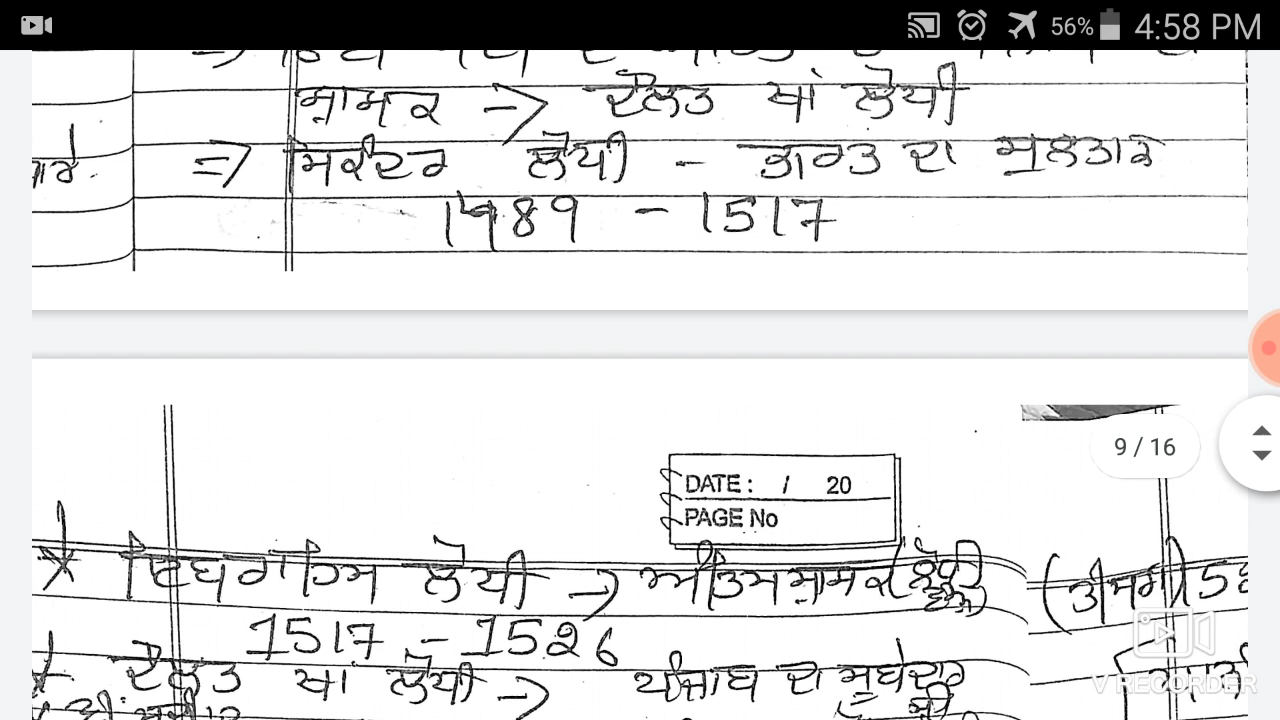 56% 4:58 PM
ਸ਼ਾਸਕ -> ਦੌਲਤ ਖਾਂ ਲੋਧੀ
=> ਸਿਕੰਦਰ ਲੋਧੀ - ਭਾਰਤ ਦਾ ਸੁਲਤਾਨ
1489 - 1517
9 / 16
DATE : / 20
PAGE No
* ਇਬਰਾਹਿਮ ਲੋਧੀ -> ਅੰਤਿਮ ਸ਼ਾਸਕ (ਲੋਧੀ ਵੰਸ਼)
1517 - 1526
ਦੌਲਤ ਖਾਂ ਲੋਧੀ -> ਪੰਜਾਬ ਦਾ ਸੂਬੇਦਾਰ ਸੀ
V RECORDER